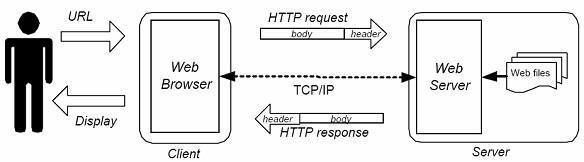 URL
Display
Web
Browser
Client
HTTP request
body header
TCP/IP
header body
HTTP response
Web
Server
Web files
Server